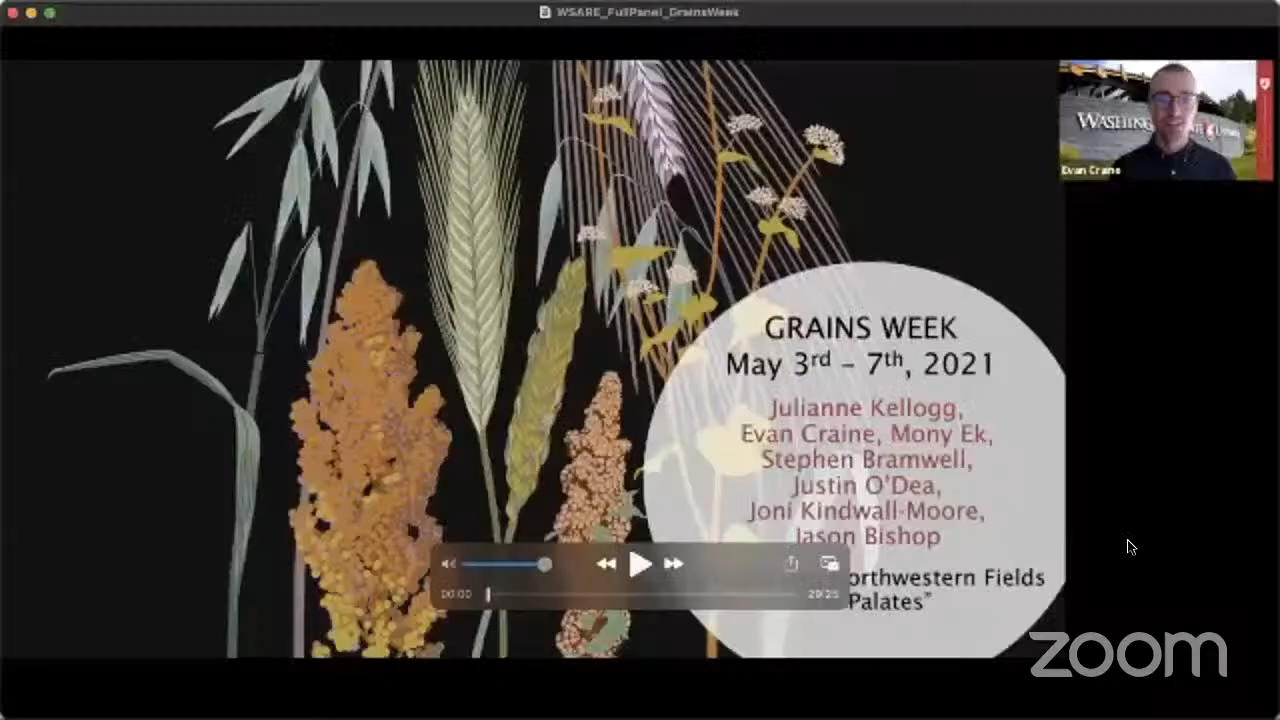 WSARE_FullPanel_GrainsWeek
WASHING
Evan Craine
GRAINS WEEK
May 3rd – 7th, 2021
Julianne Kellogg,
Evan Craine, Mony Ek,
Stephen Bramwell,
Justin O'Dea,
Joni Kindwall-Moore,
Jason Bishop
orthwestern Fields
Palates"
00:00
29:25
zoom